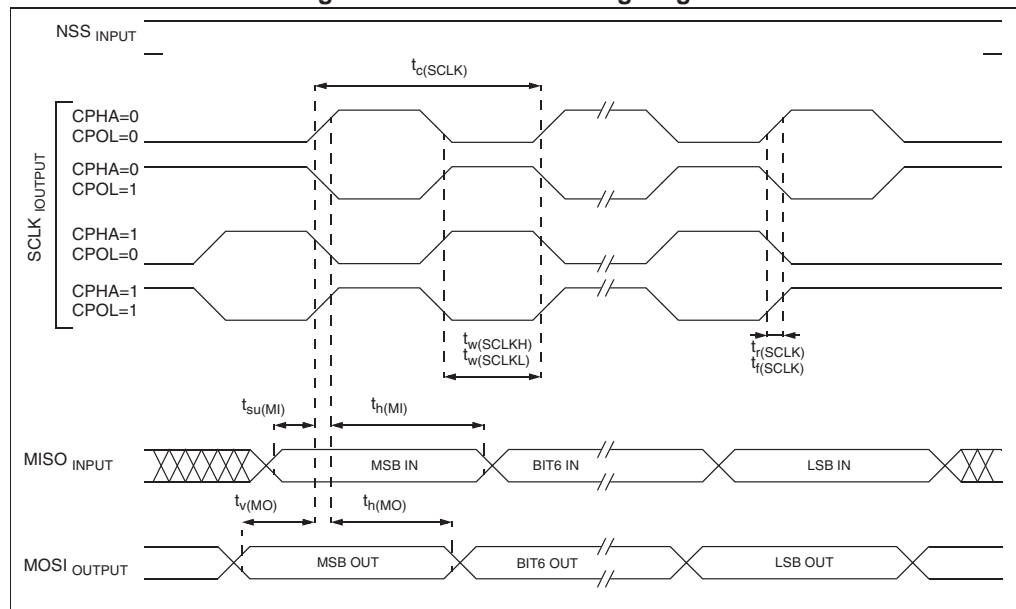 NSS INPUT
tc(SCLK)
SCLK IOUTPUT
CPHA=0
CPOL=0
CPHA=0
CPOL=1
CPHA=1
CPOL=0
CPHA=1
CPOL=1
tw(SCLKH)
tw(SCLKL)
tr(SCLK)
tf(SCLK)
tsu(MI)
th(MI)
MISO INPUT
MSB IN
BIT6 IN
LSB IN
tv(MO)
th(MO)
MOSI OUTPUT
MSB OUT
BIT6 OUT
LSB OUT